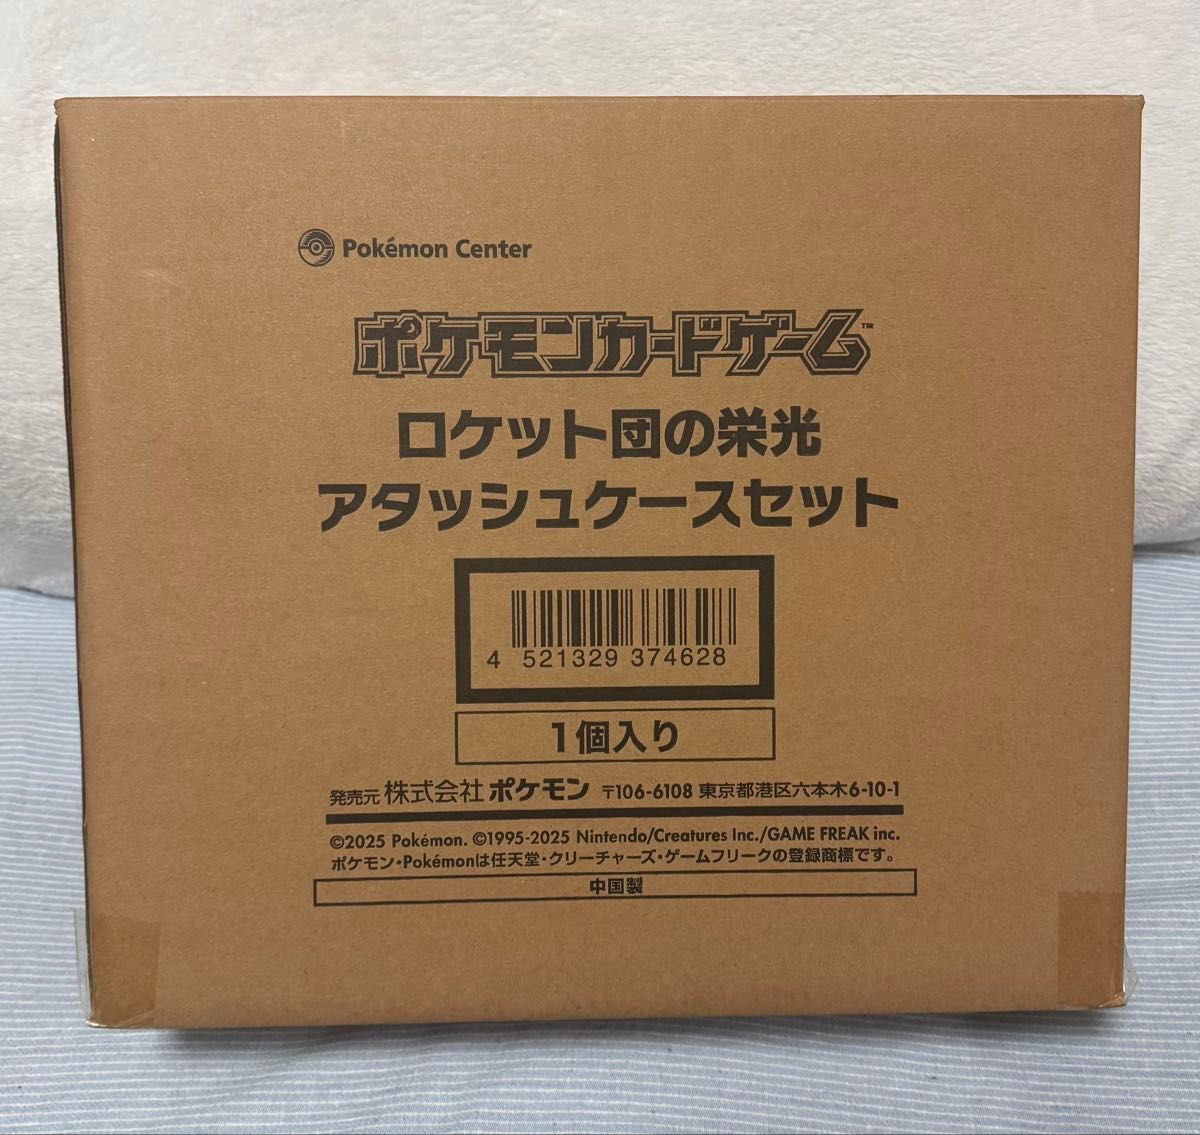 Pokémon Center
ポケモンカードゲーム™
ロケット団の栄光
アタッシュケースセット
4 521329 374628
1個入り
発売元 株式会社 ポケモン 〒106-6108 東京都港区六本木6-10-1
©2025 Pokémon. ©1995-2025 Nintendo/Creatures Inc./GAME FREAK inc.
ポケモン・Pokémonは任天堂・クリーチャーズ・ゲームフリークの登録商標です。
中国製